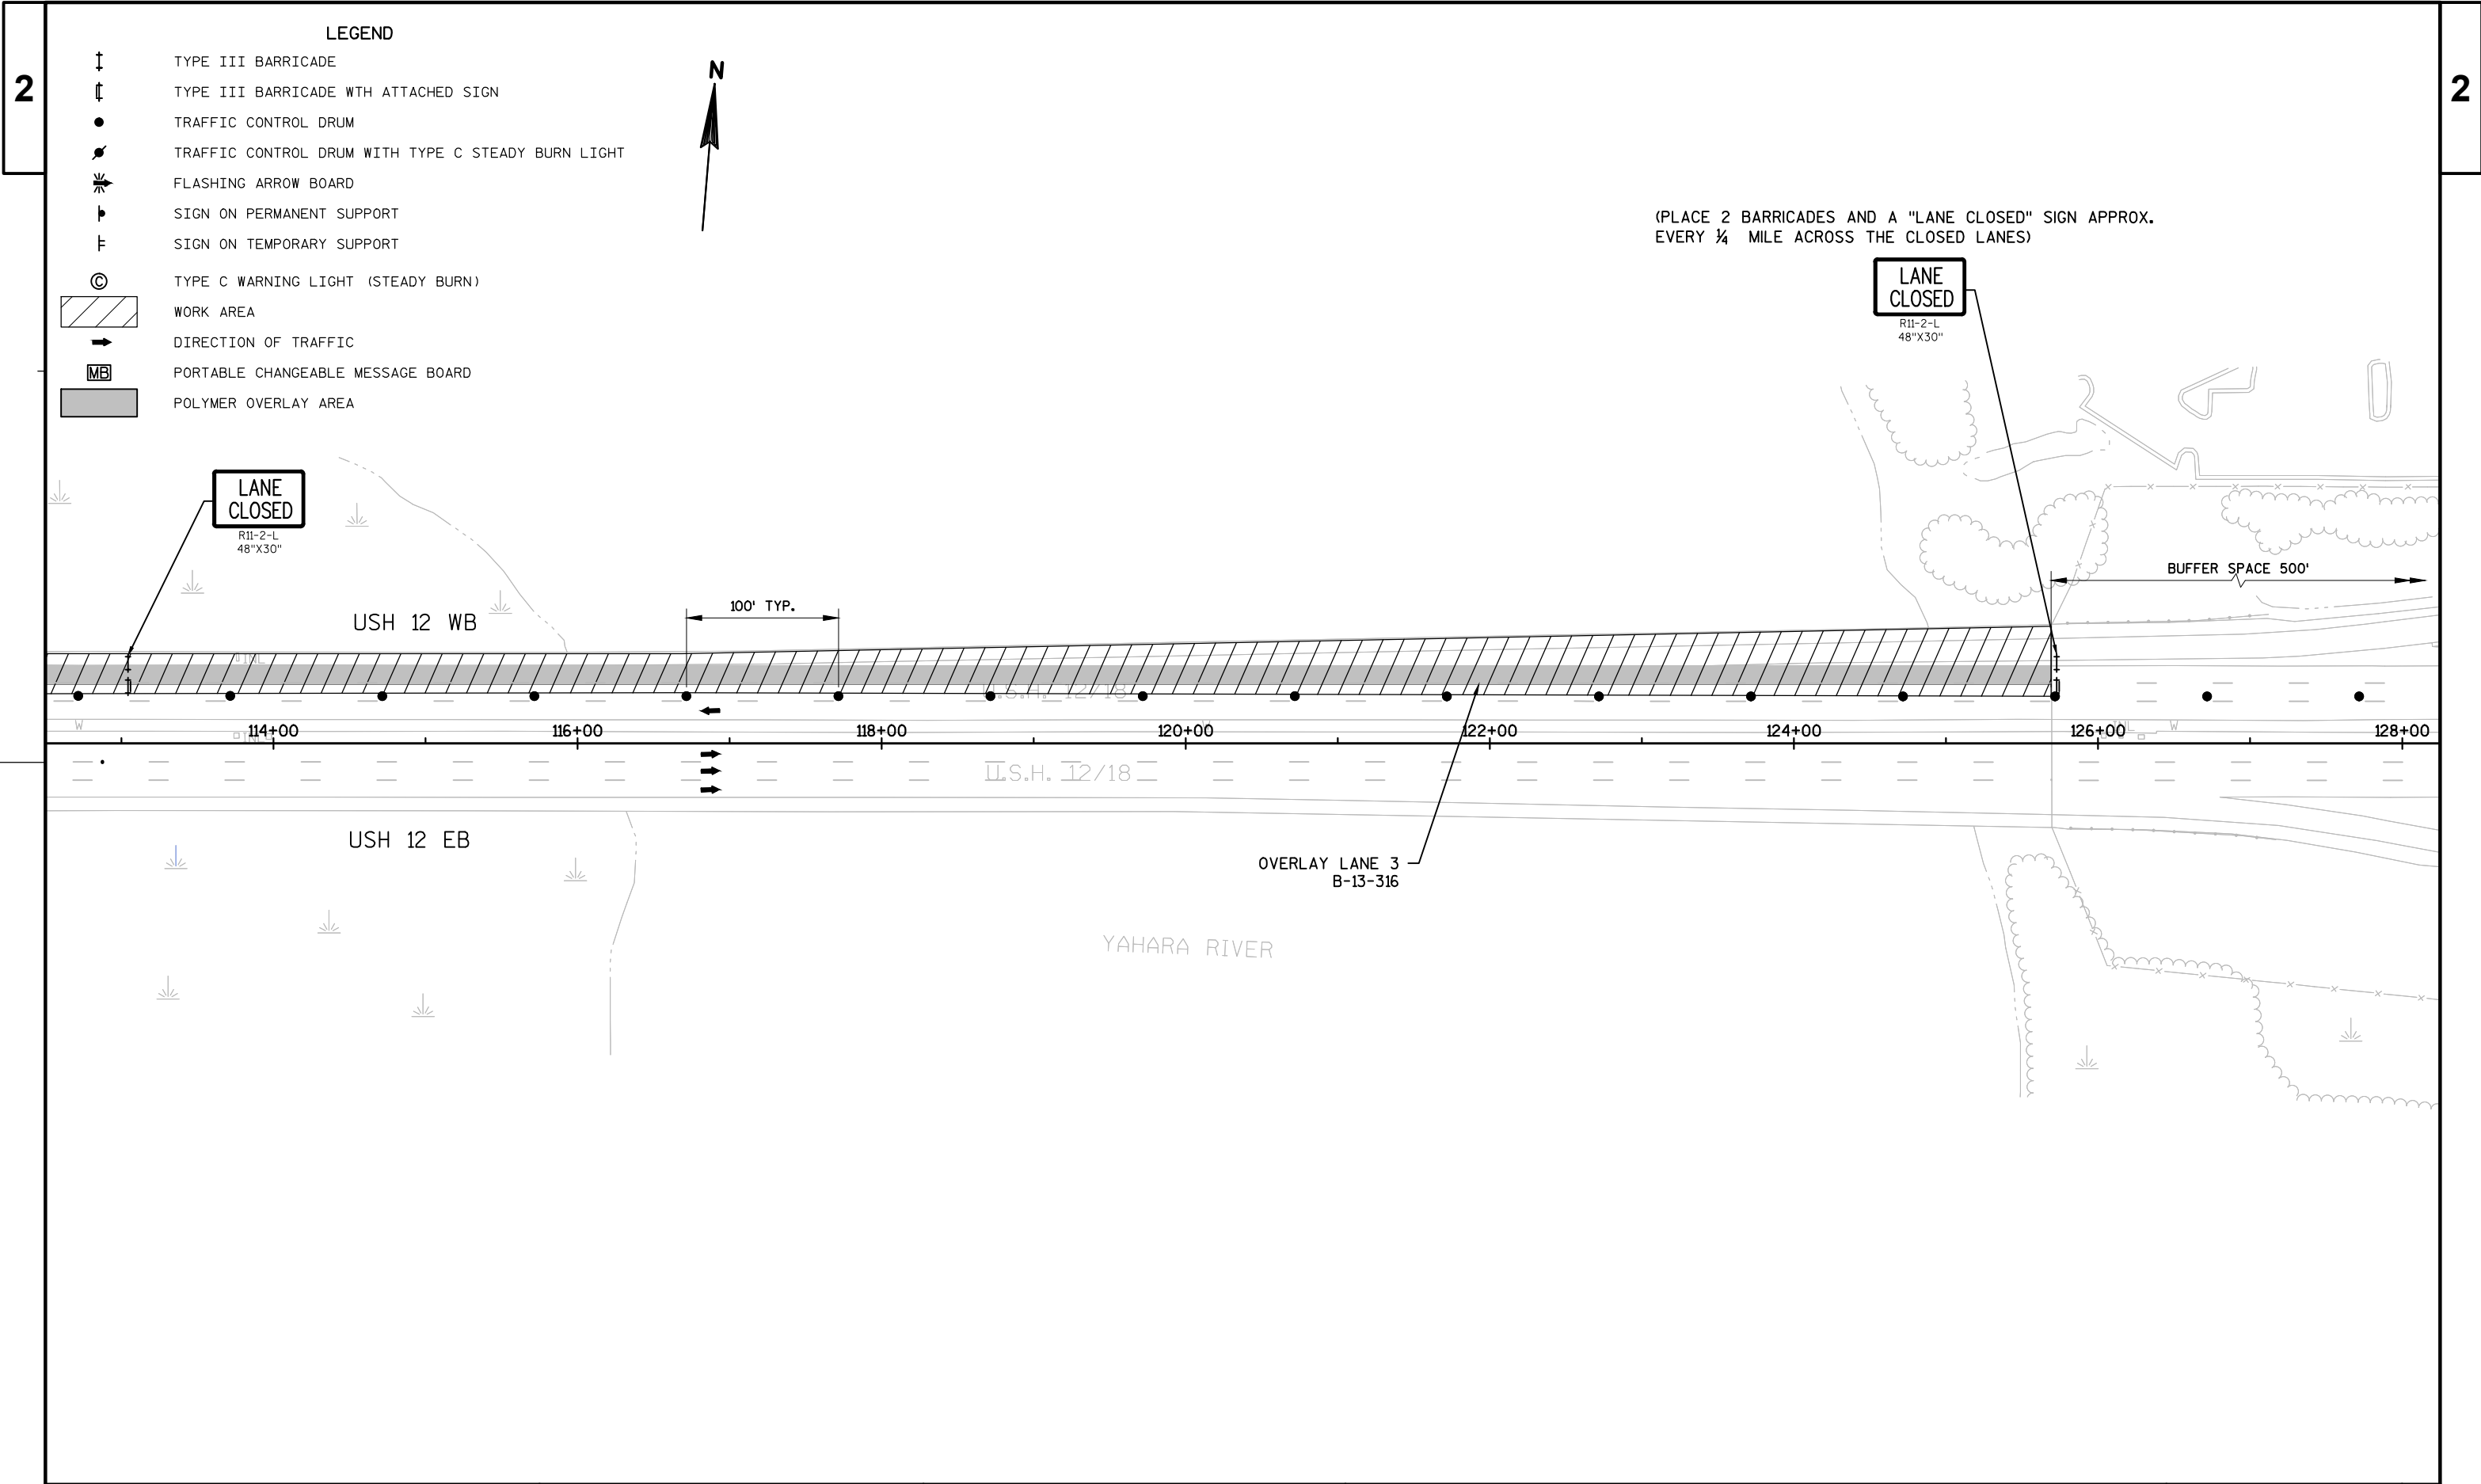 2
2
LEGEND
TYPE III BARRICADE
TYPE III BARRICADE WTH ATTACHED SIGN
TRAFFIC CONTROL DRUM
TRAFFIC CONTROL DRUM WITH TYPE C STEADY BURN LIGHT
FLASHING ARROW BOARD
SIGN ON PERMANENT SUPPORT
SIGN ON TEMPORARY SUPPORT
© TYPE C WARNING LIGHT (STEADY BURN)
WORK AREA
DIRECTION OF TRAFFIC
MB PORTABLE CHANGEABLE MESSAGE BOARD
POLYMER OVERLAY AREA
N
(PLACE 2 BARRICADES AND A "LANE CLOSED" SIGN APPROX.
EVERY ¼ MILE ACROSS THE CLOSED LANES)
LANE
CLOSED
R11-2-L
48"X30"
LANE
CLOSED
R11-2-L
48"X30"
BUFFER SPACE 500'
100' TYP.
USH 12 WB
INL
U.S.H. 12/18
W
INL
W
INL
W
114+00
116+00
118+00
120+00
122+00
124+00
126+00
128+00
U.S.H. 12/18
USH 12 EB
OVERLAY LANE 3
B-13-316
YAHARA RIVER